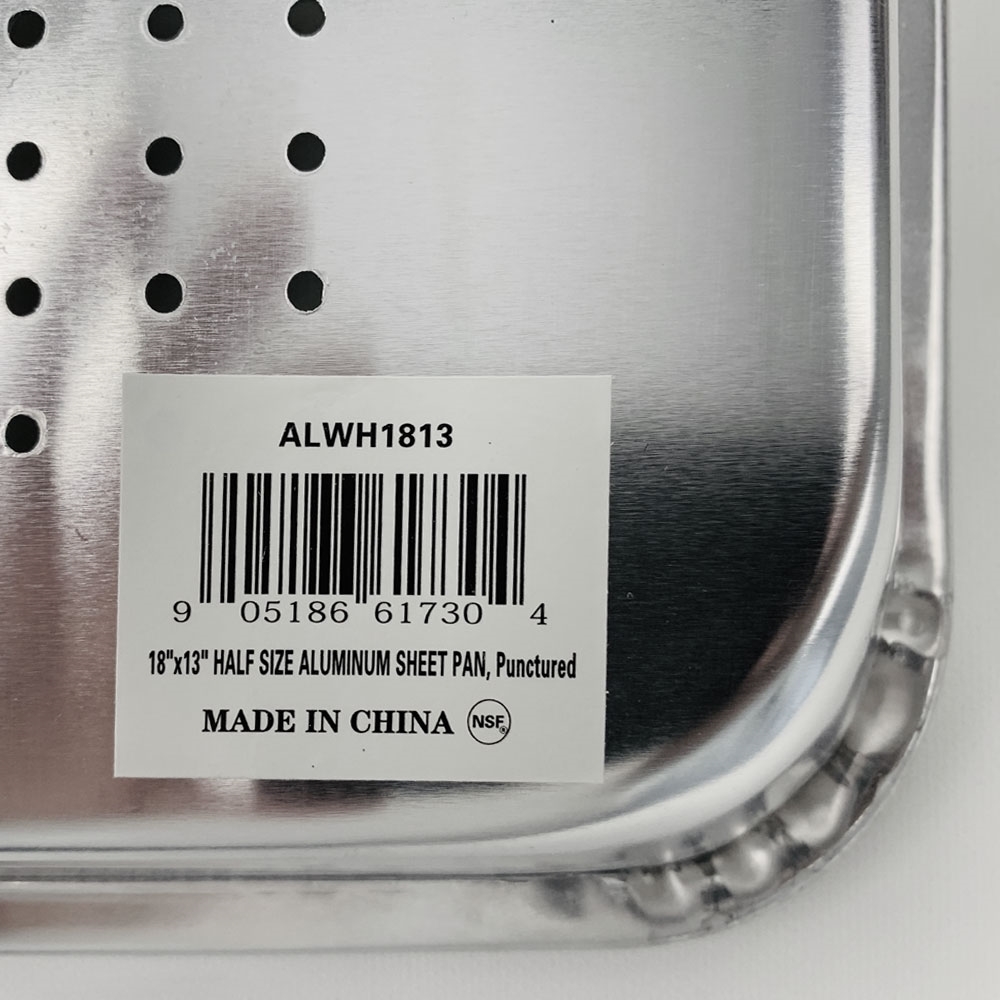 ALWH1813
9 05186 61730 4
18"x13" HALF SIZE ALUMINUM SHEET PAN, Punctured
MADE IN CHINA NSF®